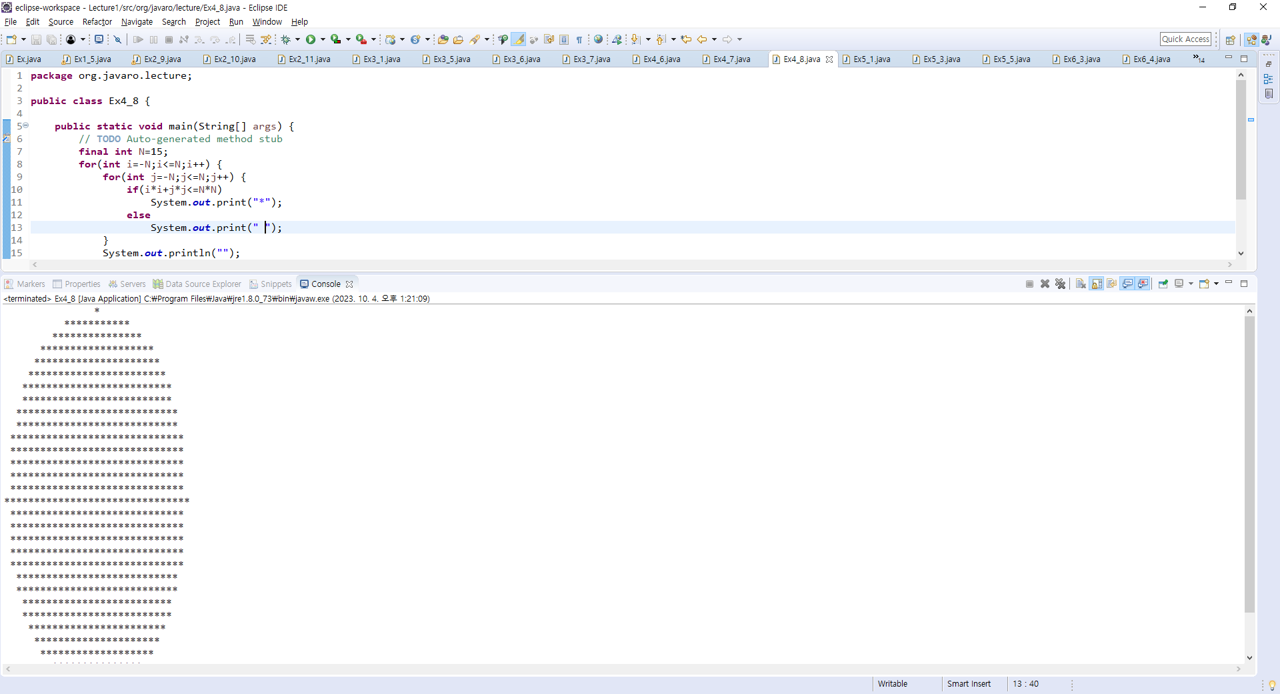 eclipse-workspace - Lecture1/src/org/javaro/lecture/Ex4_8.java - Eclipse IDE
File Edit Source Refactor Navigate Search Project Run Window Help
Quick Access
Ex.java Ex1_5.java Ex2_9.java Ex2_10.java Ex2_11.java Ex3_1.java Ex3_5.java Ex3_6.java Ex3_7.java Ex4_6.java Ex4_7.java Ex4_8.java Ex5_1.java Ex5_3.java Ex5_5.java Ex6_3.java Ex6_4.java »14
1 package org.javaro.lecture;
2
3 public class Ex4_8 {
4
5 public static void main(String[] args) {
6 // TODO Auto-generated method stub
7 final int N=15;
8 for(int i=-N;i<=N;i++) {
9 for(int j=-N;j<=N;j++) {
10 if(i*i+j*j<=N*N)
11 System.out.print("*");
12 else
13 System.out.print(" ");
14 }
15 System.out.println("");
Markers Properties Servers Data Source Explorer Snippets Console
<terminated> Ex4_8 [Java Application] C:₩Program Files₩Java₩jre1.8.0_73₩bin₩javaw.exe (2023. 10. 4. 오후 1:21:09)
*
***********
***************
*******************
*********************
***********************
*************************
*************************
***************************
***************************
*****************************
*****************************
*****************************
*****************************
*****************************
*******************************
*****************************
*****************************
*****************************
*****************************
*****************************
***************************
***************************
*************************
*************************
***********************
*********************
*******************
Writable Smart Insert 13 : 40